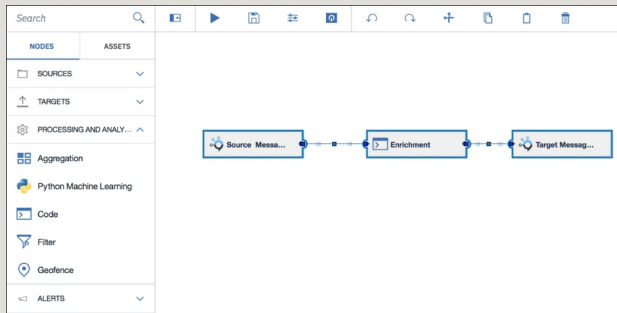 Search
NODES
ASSETS
SOURCES
TARGETS
PROCESSING AND ANALY...
Aggregation
Python Machine Learning
Code
Filter
Geofence
ALERTS
Source Messa...
Enrichment
Target Messag...